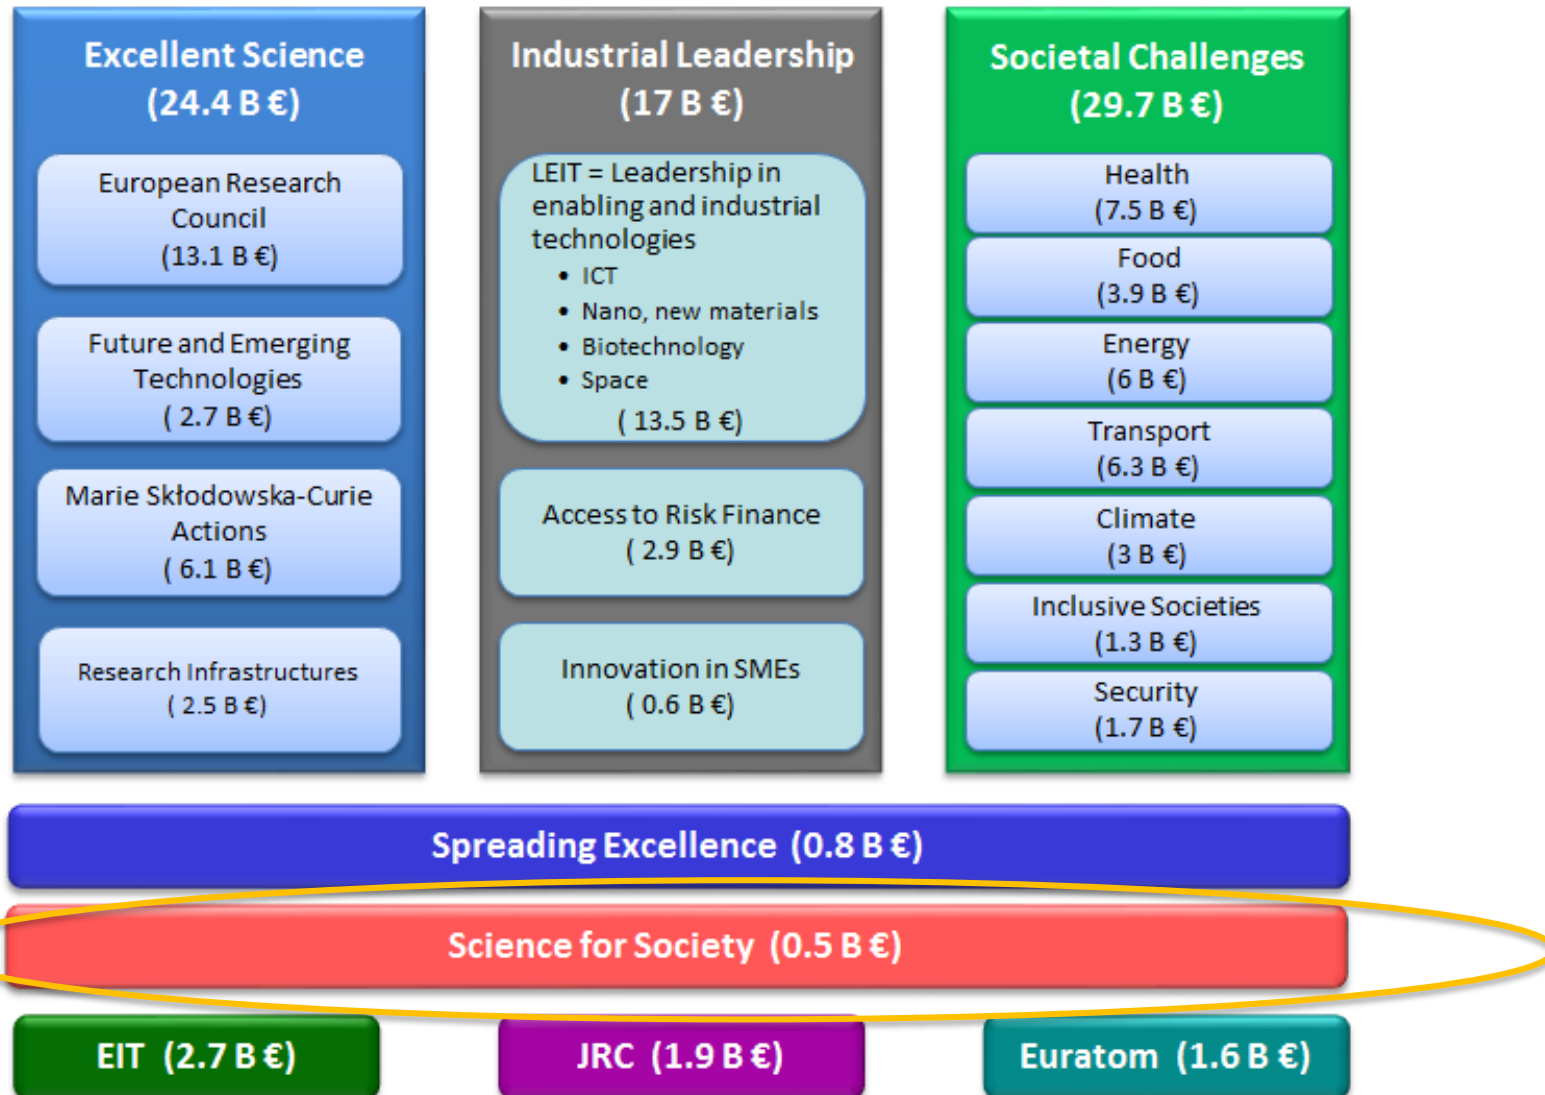 Excellent Science
(24.4 B €)
European Research
Council
(13.1 B €)
Future and Emerging
Technologies
( 2.7 B €)
Marie Skłodowska-Curie
Actions
( 6.1 B €)
Research Infrastructures
( 2.5 B €)
Industrial Leadership
(17 B €)
LEIT = Leadership in
enabling and industrial
technologies
• ICT
• Nano, new materials
• Biotechnology
• Space
( 13.5 B €)
Access to Risk Finance
( 2.9 B €)
Innovation in SMEs
( 0.6 B €)
Societal Challenges
(29.7 B €)
Health
(7.5 B €)
Food
(3.9 B €)
Energy
(6 B €)
Transport
(6.3 B €)
Climate
(3 B €)
Inclusive Societies
(1.3 B €)
Security
(1.7 B €)
Spreading Excellence (0.8 B €)
Science for Society (0.5 B €)
EIT (2.7 B €)
JRC (1.9 B €)
Euratom (1.6 B €)